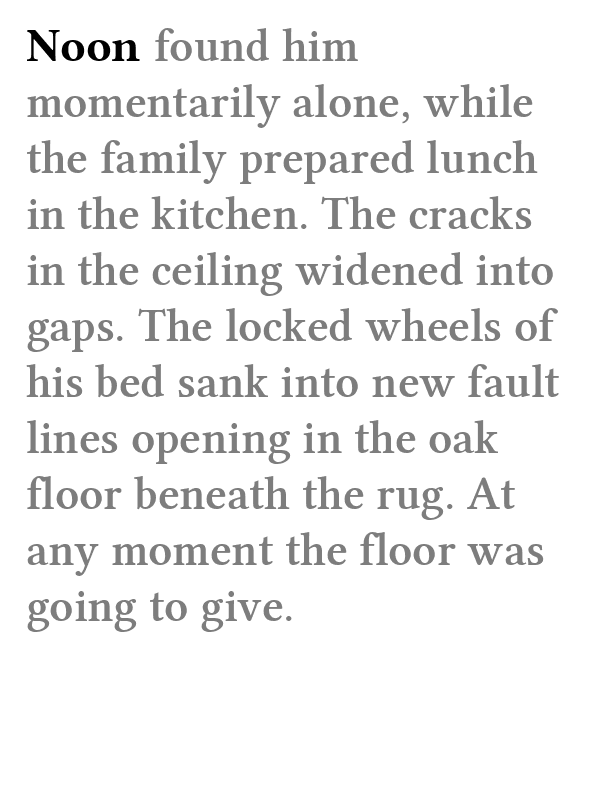 Noon found him
momentarily alone, while
the family prepared lunch
in the kitchen. The cracks
in the ceiling widened into
gaps. The locked wheels of
his bed sank into new fault
lines opening in the oak
floor beneath the rug. At
any moment the floor was
going to give.